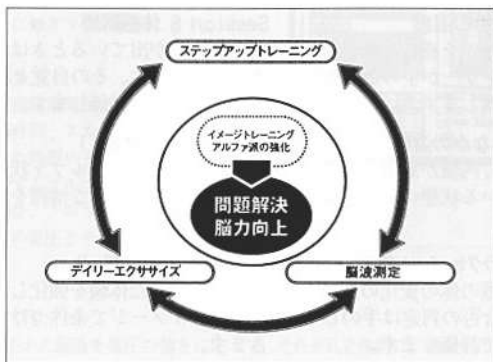 ステップアップトレーニング
イメージトレーニング
アルファ派の強化
問題解決
脳力向上
デイリーエクササイズ
脳波測定